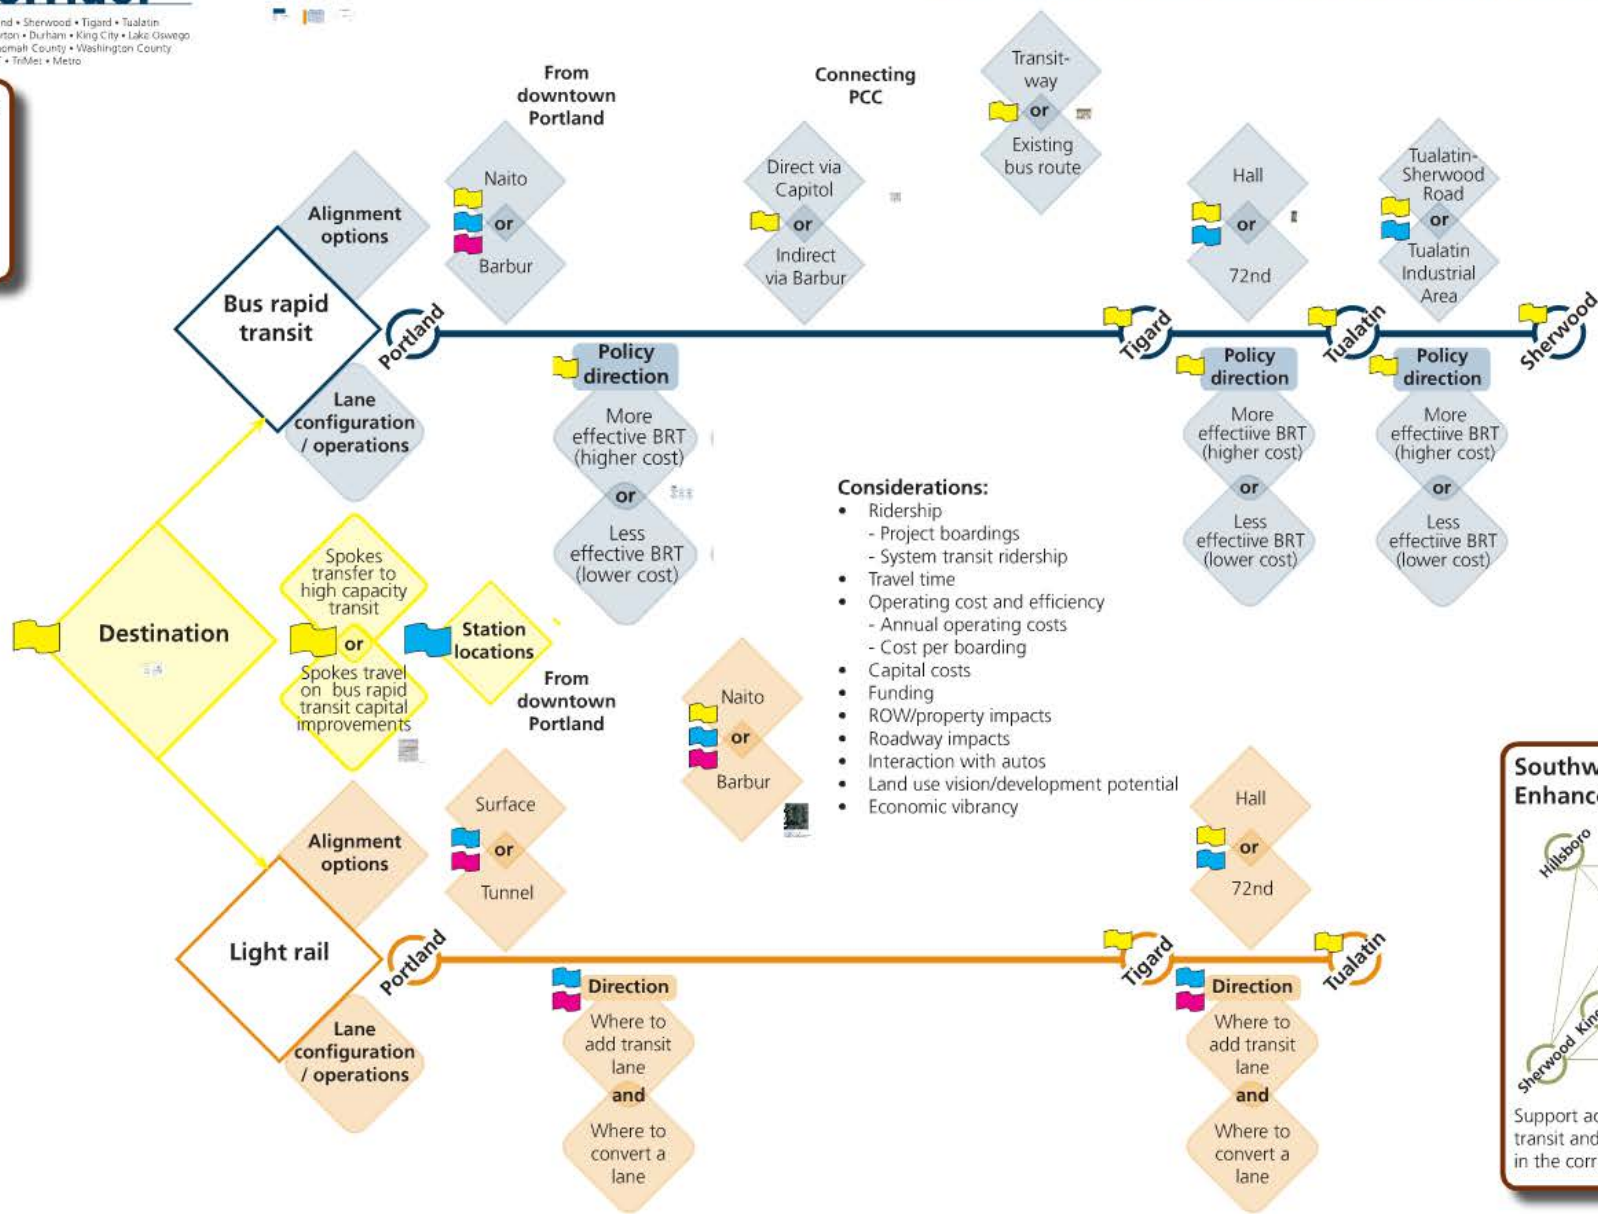 Sherwood • Tigard • Tualatin
Durham • King City • Lake Oswego
County • Washington County
• TriMet • Metro
From
downtown
Portland
Connecting
PCC
Transit-
way
or
Existing
bus route
Alignment
options
Naito
or
Barbur
Direct via
Capitol
or
Indirect
via Barbur
Hall
or
72nd
Tualatin-
Sherwood
Road
or
Tualatin
Industrial
Area
Bus rapid
transit
Portland
Tigard
Tualatin
Sherwood
Lane
configuration
/ operations
Policy
direction
More
effective BRT
(higher cost)
or
Less
effective BRT
(lower cost)
Policy
direction
More
effectiive BRT
(higher cost)
or
Less
effectiive BRT
(lower cost)
Policy
direction
More
effectiive BRT
(higher cost)
or
Less
effectiive BRT
(lower cost)
Destination
Spokes
transfer to
high capacity
transit
or
Spokes travel
on bus rapid
transit capital
improvements
Station
locations
Considerations:
• Ridership
- Project boardings
- System transit ridership
• Travel time
• Operating cost and efficiency
- Annual operating costs
- Cost per boarding
• Capital costs
• Funding
• ROW/property impacts
• Roadway impacts
• Interaction with autos
• Land use vision/development potential
• Economic vibrancy
From
downtown
Portland
Naito
or
Barbur
Alignment
options
Surface
or
Tunnel
Hall
or
72nd
Light rail
Portland
Tigard
Tualatin
Lane
configuration
/ operations
Direction
Where to
add transit
lane
and
Where to
convert a
lane
Direction
Where to
add transit
lane
and
Where to
convert a
lane
Southw
Enhanc
Hillsboro
Sherwood
King
Support
transit and
in the corr